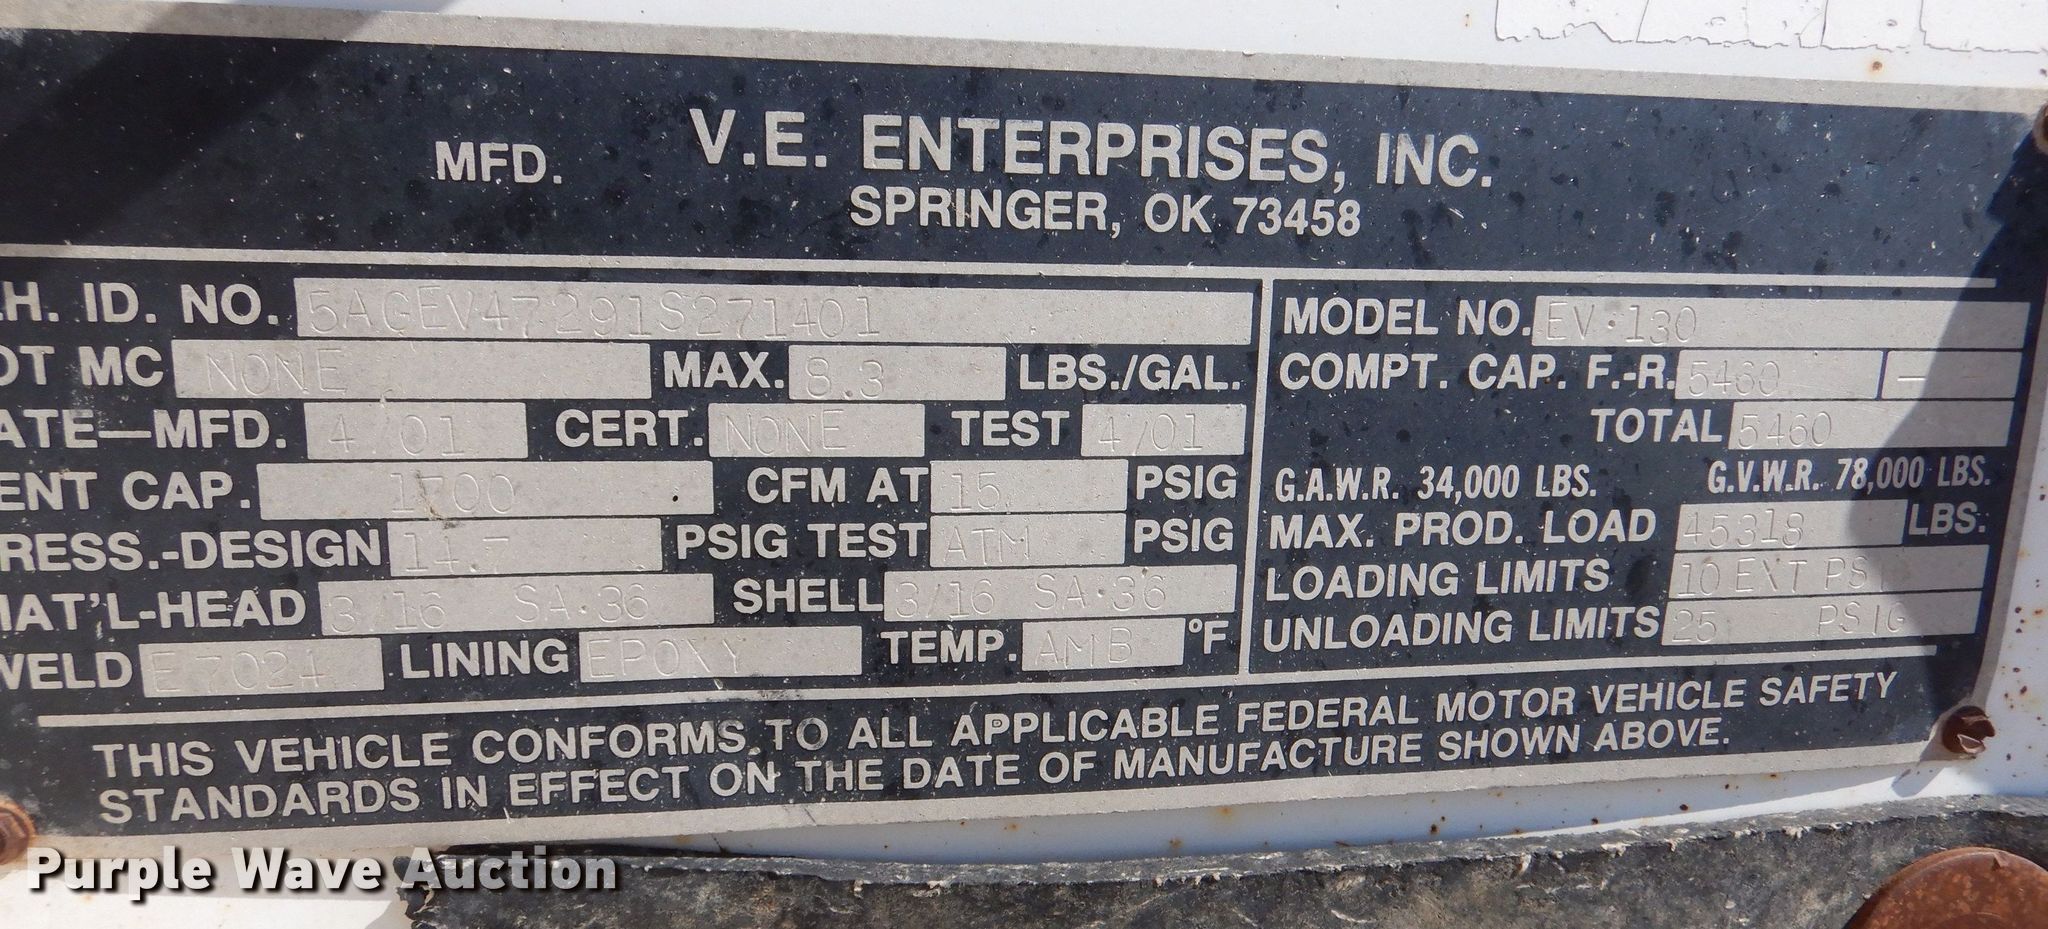 MFD. V.E. ENTERPRISES, INC.
SPRINGER, OK 73458
H. ID. NO. 5AGEV47291S271401
OT MC NONE MAX. 8.3 LBS./GAL.
ATE—MFD. 4/01 CERT. NONE TEST 4/01
ENT CAP. 1700 CFM AT 15 PSIG
RESS.-DESIGN 14.7 PSIG TEST ATM PSIG
AT'L-HEAD 3/16 SA-36 SHELL 3/16 SA-36
WELD E7024 LINING EPOXY TEMP. AMB °F
MODEL NO. EV-130
COMPT. CAP. F.-R. 5460 —
TOTAL 5460
G.A.W.R. 34,000 LBS. G.V.W.R. 78,000 LBS.
MAX. PROD. LOAD 45318 LBS.
LOADING LIMITS 10 EXT PSIG
UNLOADING LIMITS 25 PSIG
THIS VEHICLE CONFORMS TO ALL APPLICABLE FEDERAL MOTOR VEHICLE SAFETY
STANDARDS IN EFFECT ON THE DATE OF MANUFACTURE SHOWN ABOVE.
Purple Wave Auction